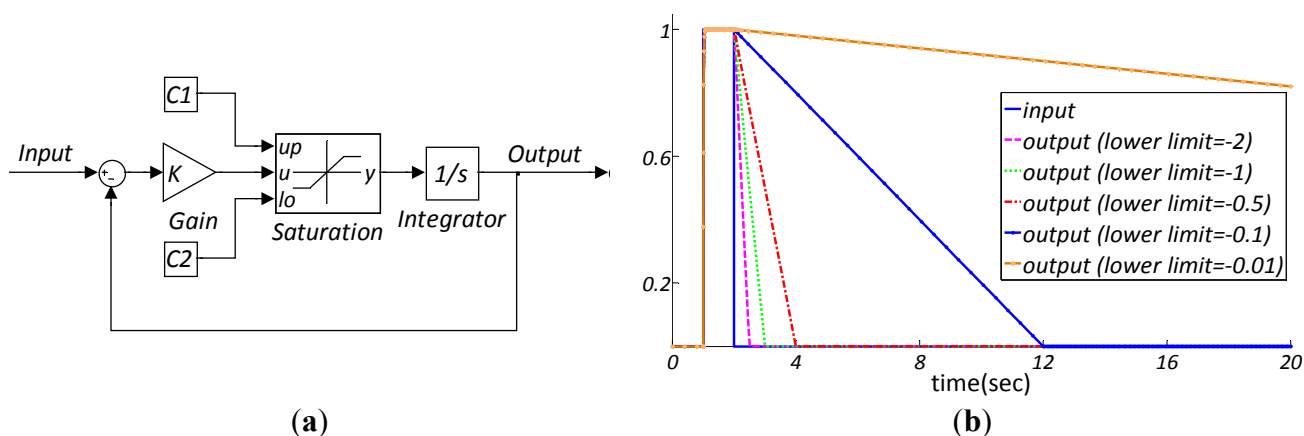 C1
Input
+
-
K
Gain
up
u
lo
y
Saturation
1/s
Integrator
Output
C2
(a)
1
0.6
0.2
0
4
8
12
16
20
time(sec)
input
output (lower limit=-2)
output (lower limit=-1)
output (lower limit=-0.5)
output (lower limit=-0.1)
output (lower limit=-0.01)
(b)